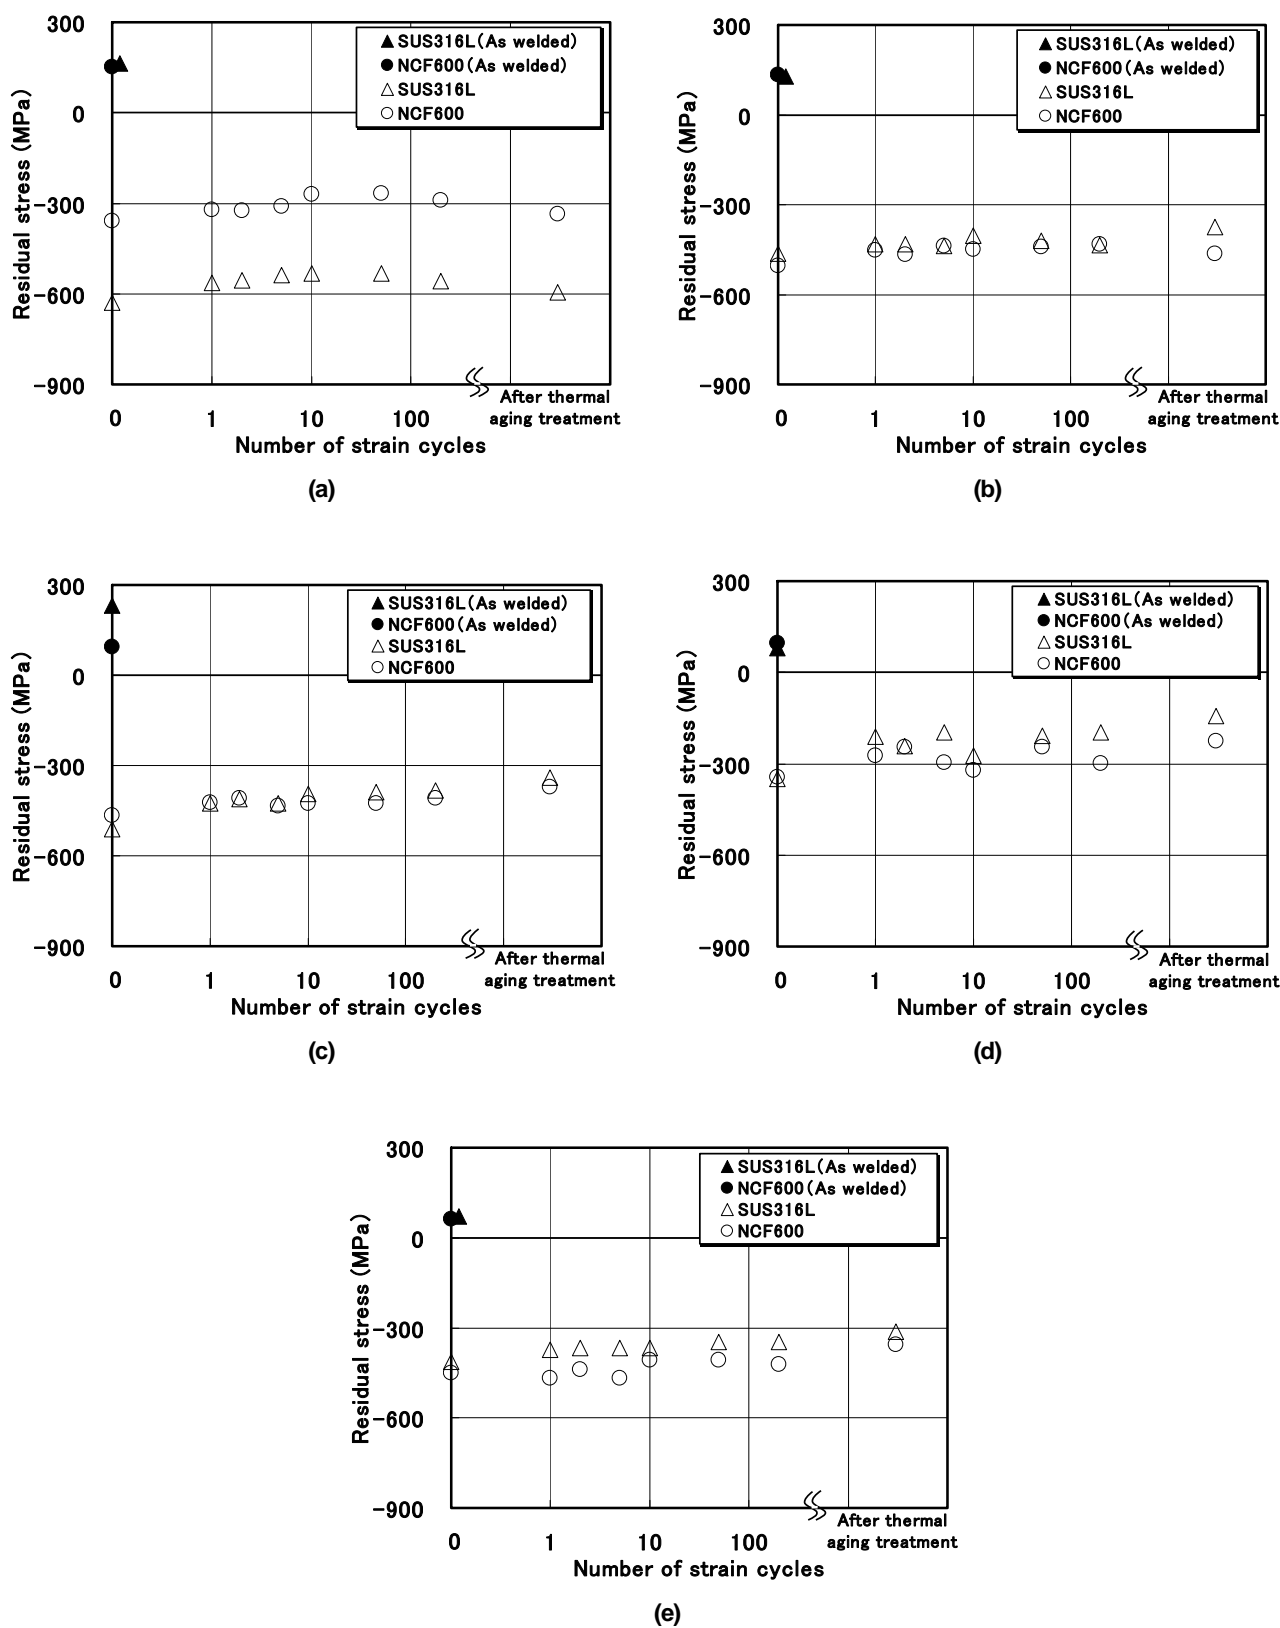 300
0
−300
−600
−900
Residual stress (MPa)
▲SUS316L(As welded)
●NCF600(As welded)
△SUS316L
○NCF600
0 1 10 100
After thermal
aging treatment
Number of strain cycles
(a)
300
0
−300
−600
−900
Residual stress (MPa)
▲SUS316L(As welded)
●NCF600(As welded)
△SUS316L
○NCF600
0 1 10 100
After thermal
aging treatment
Number of strain cycles
(b)
300
0
−300
−600
−900
Residual stress (MPa)
▲SUS316L(As welded)
●NCF600(As welded)
△SUS316L
○NCF600
0 1 10 100
After thermal
aging treatment
Number of strain cycles
(c)
300
0
−300
−600
−900
Residual stress (MPa)
▲SUS316L(As welded)
●NCF600(As welded)
△SUS316L
○NCF600
0 1 10 100
After thermal
aging treatment
Number of strain cycles
(d)
300
0
−300
−600
−900
Residual stress (MPa)
▲SUS316L(As welded)
●NCF600(As welded)
△SUS316L
○NCF600
0 1 10 100
After thermal
aging treatment
Number of strain cycles
(e)